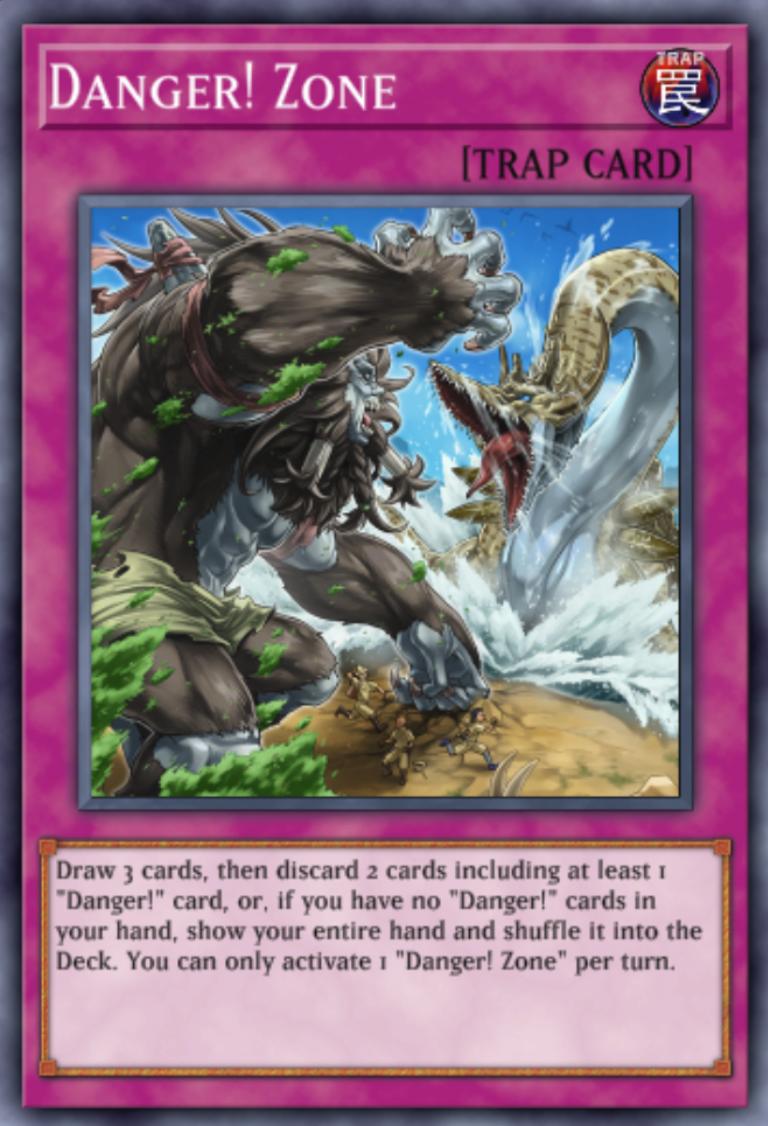 DANGER! ZONE
TRAP
罠
[TRAP CARD]
Draw 3 cards, then discard 2 cards including at least 1
"Danger!" card, or, if you have no "Danger!" cards in
your hand, show your entire hand and shuffle it into the
Deck. You can only activate 1 "Danger! Zone" per turn.